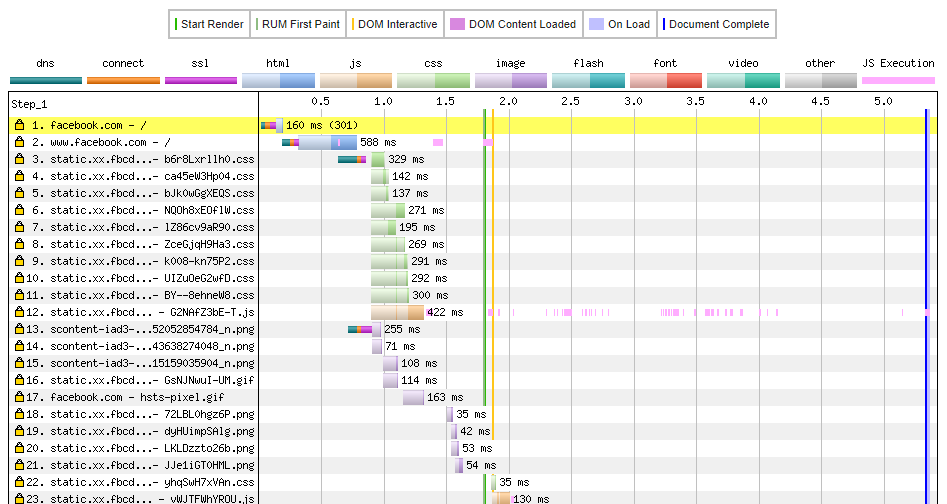 Start Render RUM First Paint DOM Interactive DOM Content Loaded On Load Document Complete
dns connect ssl html js css image flash font video other JS Execution
Step_1 0.5 1.0 1.5 2.0 2.5 3.0 3.5 4.0 4.5 5.0
1. facebook.com - / 160 ms (301)
2. www.facebook.com - / 588 ms
3. static.xx.fbcd...- b6r8Lxrllh0.css 329 ms
4. static.xx.fbcd...- ca45eW3Hp04.css 142 ms
5. static.xx.fbcd...- bJk0wGgXEQS.css 137 ms
6. static.xx.fbcd...- NQOh8xEOflW.css 271 ms
7. static.xx.fbcd...- lZ86cv9aR90.css 195 ms
8. static.xx.fbcd...- ZceGjqH9Ha3.css 269 ms
9. static.xx.fbcd...- k008-kn75P2.css 291 ms
10. static.xx.fbcd...- UIZuOeG2wfD.css 292 ms
11. static.xx.fbcd...- BY--8ehneW8.css 300 ms
12. static.xx.fbcd... - G2NAfZ3bE-T.js 422 ms
13. scontent-iad3-...52052854784_n.png 255 ms
14. scontent-iad3-...43638274048_n.png 71 ms
15. scontent-iad3-...15159035904_n.png 108 ms
16. static.xx.fbcd...- GsNJNwuI-UM.gif 114 ms
17. facebook.com - hsts-pixel.gif 163 ms
18. static.xx.fbcd...- 72LBL0hgz6P.png 35 ms
19. static.xx.fbcd...- dyHUimpSAlg.png 42 ms
20. static.xx.fbcd...- LKLDzzto26b.png 53 ms
21. static.xx.fbcd...- JJe1iGT0HML.png 54 ms
22. static.xx.fbcd...- yhqSwH7xVAn.css 35 ms
23. static.xx.fbcd... - vWJTFWhYROU.js 130 ms